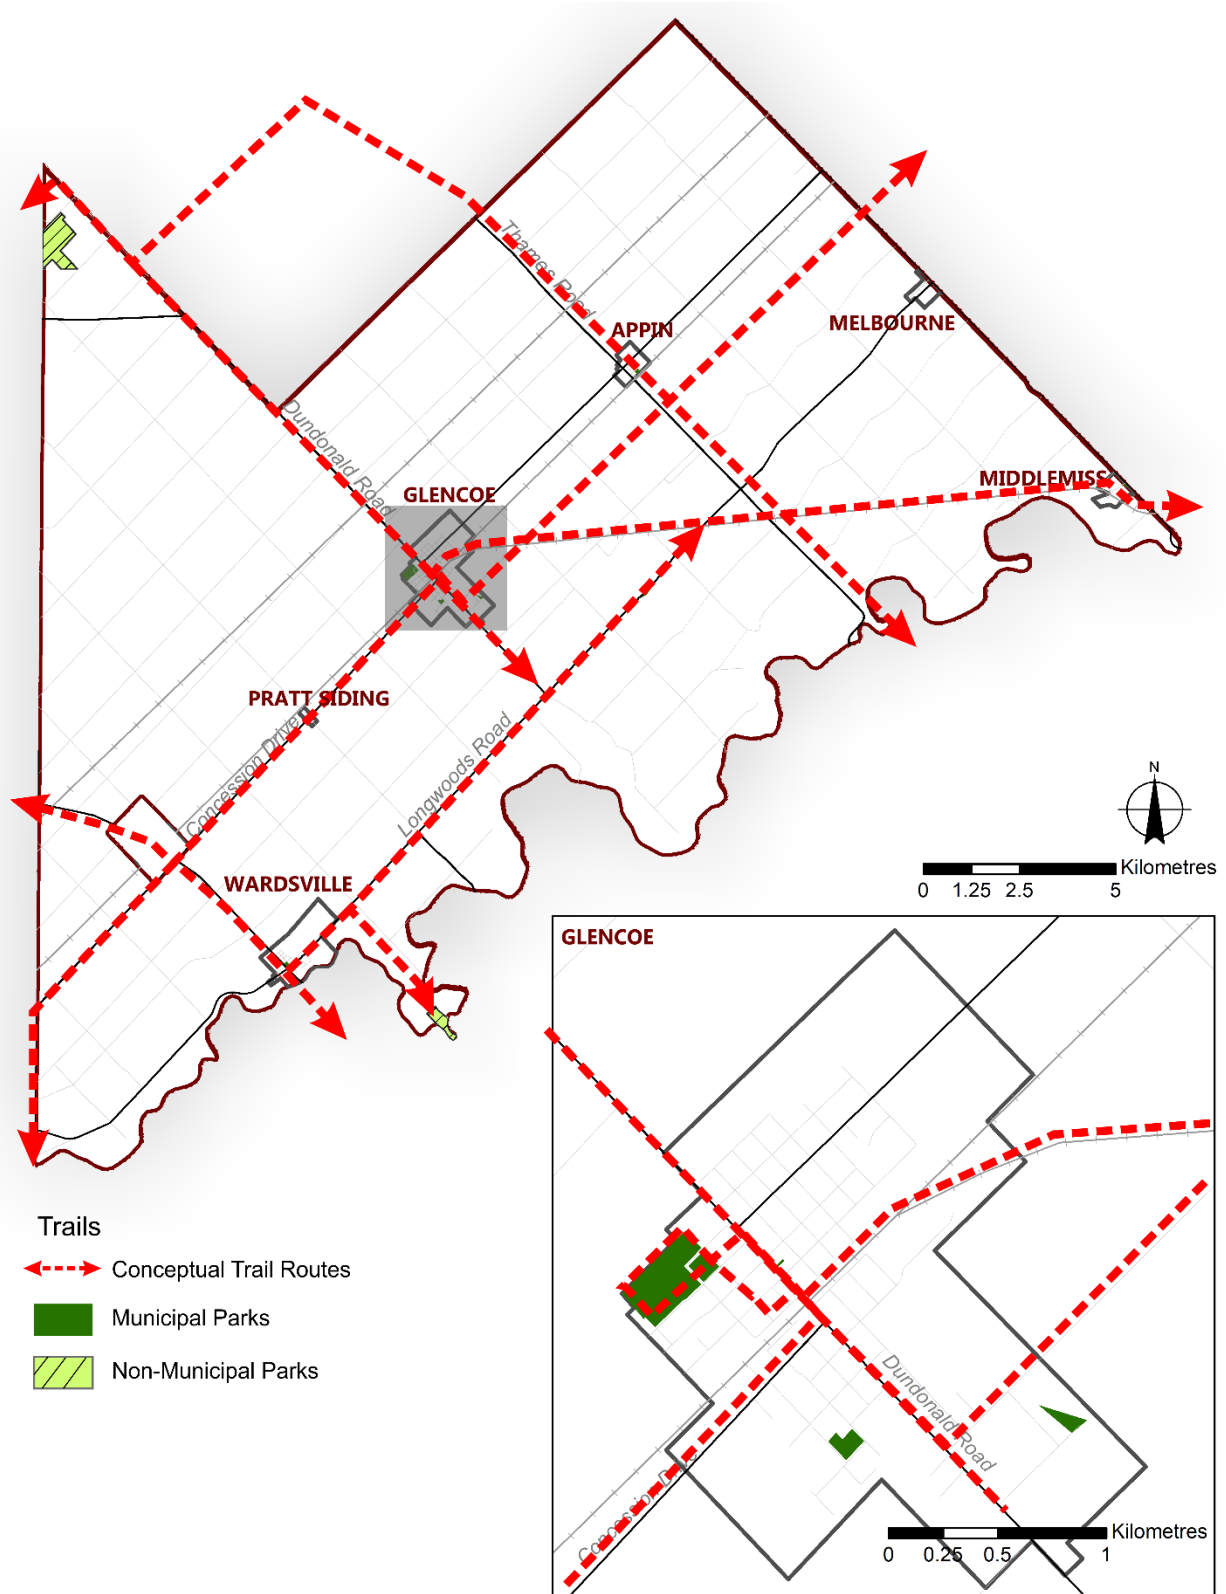 Thames Road
APPIN
MELBOURNE
Dundonald Road
MIDDLEMISS
GLENCOE
PRATT SIDING
Concession Drive
Longwoods Road
WARDSVILLE
N
Kilometres
0 1.25 2.5 5
GLENCOE
Trails
Conceptual Trail Routes
Municipal Parks
Non-Municipal Parks
Dundonald Road
Concession Drive
Kilometres
0 0.25 0.5 1